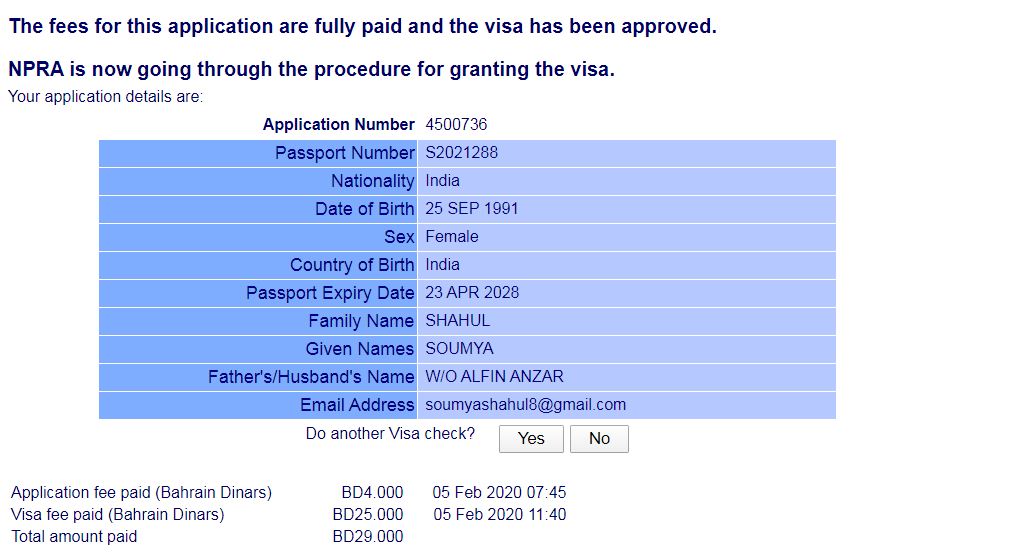 The fees for this application are fully paid and the visa has been approved.
NPRA is now going through the procedure for granting the visa.
Your application details are:
Application Number 4500736
Passport Number S2021288
Nationality India
Date of Birth 25 SEP 1991
Sex Female
Country of Birth India
Passport Expiry Date 23 APR 2028
Family Name SHAHUL
Given Names SOUMYA
Father's/Husband's Name W/O ALFIN ANZAR
Email Address soumyashahul8@gmail.com
Do another Visa check? Yes No
Application fee paid (Bahrain Dinars) BD4.000 05 Feb 2020 07:45
Visa fee paid (Bahrain Dinars) BD25.000 05 Feb 2020 11:40
Total amount paid BD29.000